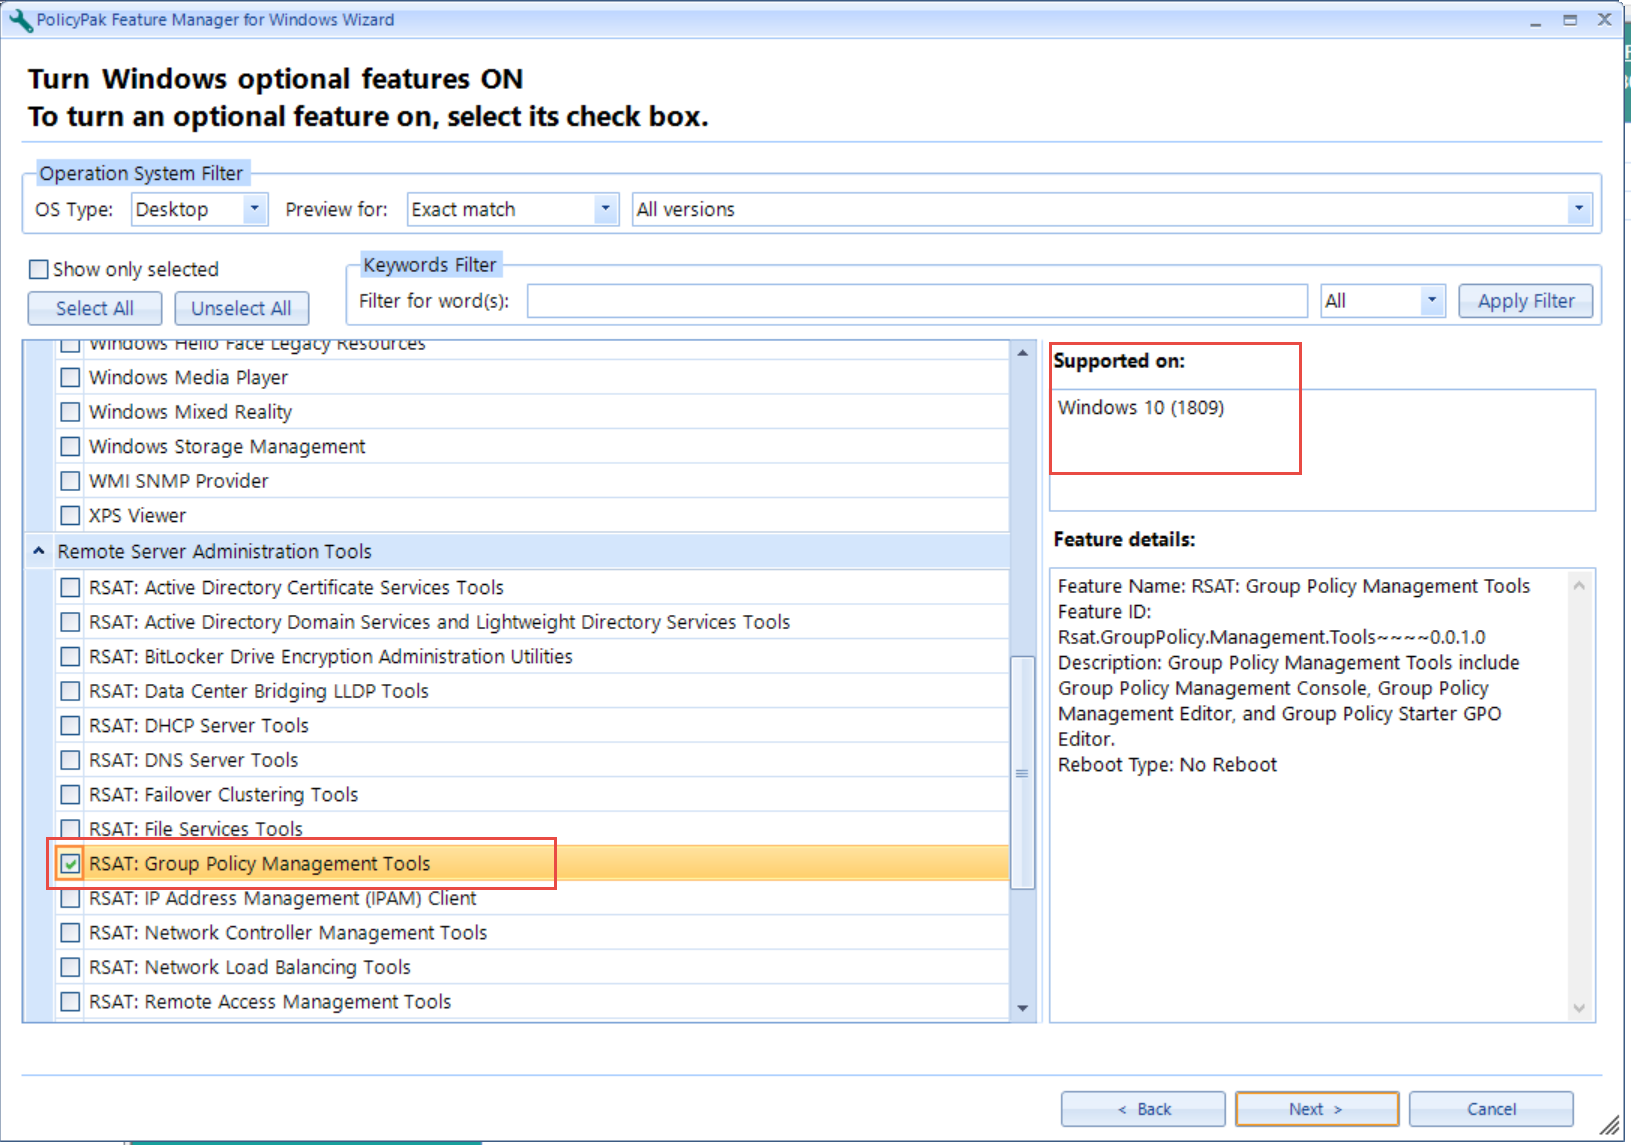 PolicyPak Feature Manager for Windows Wizard
Turn Windows optional features ON
To turn an optional feature on, select its check box.
Operation System Filter
OS Type: Desktop Preview for: Exact match All versions
Show only selected
Select All Unselect All
Keywords Filter
Filter for word(s): All Apply Filter
Windows Hello Face Legacy Resources
Windows Media Player
Windows Mixed Reality
Windows Storage Management
WMI SNMP Provider
XPS Viewer
Remote Server Administration Tools
RSAT: Active Directory Certificate Services Tools
RSAT: Active Directory Domain Services and Lightweight Directory Services Tools
RSAT: BitLocker Drive Encryption Administration Utilities
RSAT: Data Center Bridging LLDP Tools
RSAT: DHCP Server Tools
RSAT: DNS Server Tools
RSAT: Failover Clustering Tools
RSAT: File Services Tools
RSAT: Group Policy Management Tools
RSAT: IP Address Management (IPAM) Client
RSAT: Network Controller Management Tools
RSAT: Network Load Balancing Tools
RSAT: Remote Access Management Tools
Supported on:
Windows 10 (1809)
Feature details:
Feature Name: RSAT: Group Policy Management Tools
Feature ID:
Rsat.GroupPolicy.Management.Tools~~~~0.0.1.0
Description: Group Policy Management Tools include
Group Policy Management Console, Group Policy
Management Editor, and Group Policy Starter GPO
Editor.
Reboot Type: No Reboot
< Back Next > Cancel